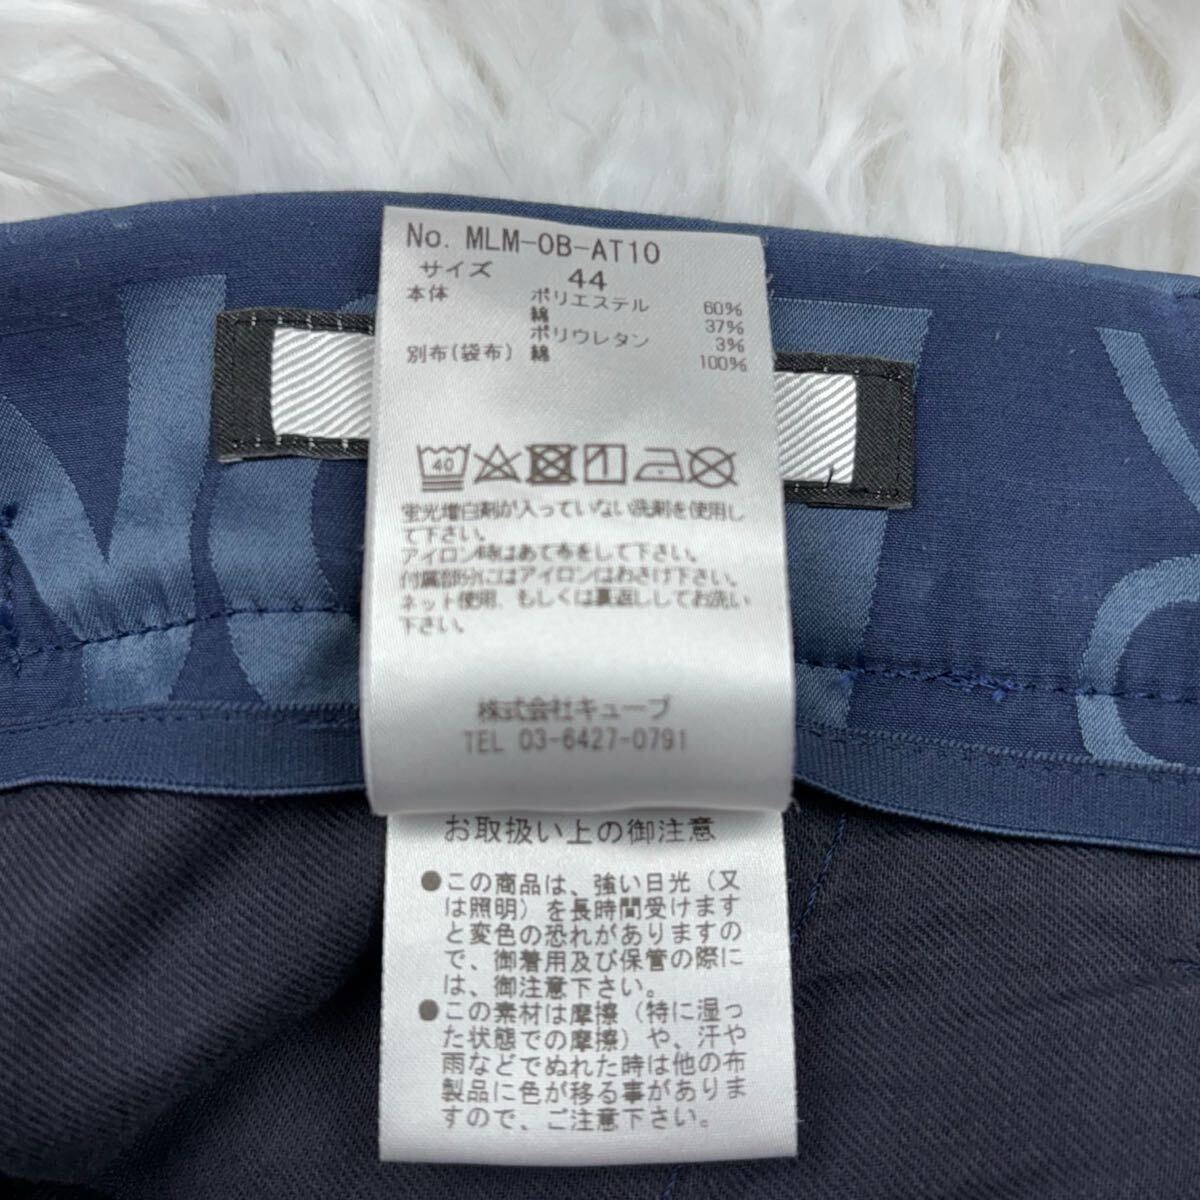 No. MLM-OB-AT10
サイズ 44
本体 ポリエステル 60%
綿 37%
ポリウレタン 3%
別布(袋布) 綿 100%
40
蛍光増白剤が入っていない洗剤を使用し
て下さい。
アイロン時はあて布をして下さい。
付属部分にはアイロンはおさけ下さい。
ネット使用、もしくは裏返ししてお洗い
下さい。
株式会社キューブ
TEL 03-6427-0791
お取扱い上の御注意
●この商品は、強い日光(又
は照明)を長時間受けます
と変色の恐れがありますの
で、御着用及び保管の際に
は、御注意下さい。
●この素材は摩擦(特に湿っ
た状態での摩擦)や、汗や
雨などでぬれた時は他の布
製品に色が移る事がありま
すので、ご注意下さい。